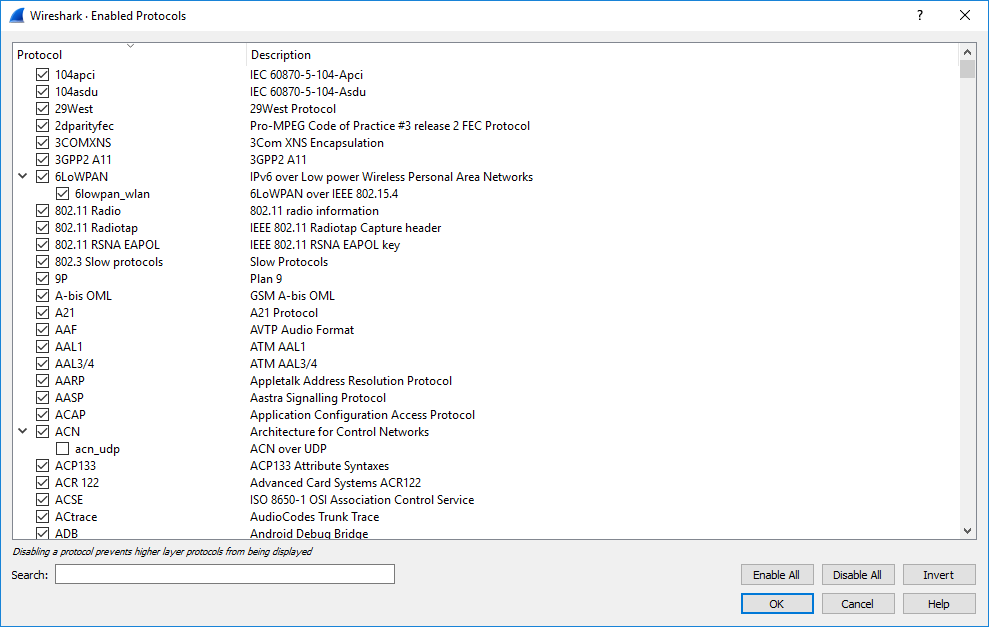 Wireshark · Enabled Protocols ?
Protocol Description
104apci IEC 60870-5-104-Apci
104asdu IEC 60870-5-104-Asdu
29West 29West Protocol
2dparityfec Pro-MPEG Code of Practice #3 release 2 FEC Protocol
3COMXNS 3Com XNS Encapsulation
3GPP2 A11 3GPP2 A11
6LoWPAN IPv6 over Low power Wireless Personal Area Networks
6lowpan_wlan 6LoWPAN over IEEE 802.15.4
802.11 Radio 802.11 radio information
802.11 Radiotap IEEE 802.11 Radiotap Capture header
802.11 RSNA EAPOL IEEE 802.11 RSNA EAPOL key
802.3 Slow protocols Slow Protocols
9P Plan 9
A-bis OML GSM A-bis OML
A21 A21 Protocol
AAF AVTP Audio Format
AAL1 ATM AAL1
AAL3/4 ATM AAL3/4
AARP Appletalk Address Resolution Protocol
AASP Aastra Signalling Protocol
ACAP Application Configuration Access Protocol
ACN Architecture for Control Networks
acn_udp ACN over UDP
ACP133 ACP133 Attribute Syntaxes
ACR 122 Advanced Card Systems ACR122
ACSE ISO 8650-1 OSI Association Control Service
ACtrace AudioCodes Trunk Trace
ADB Android Debug Bridge
Disabling a protocol prevents higher layer protocols from being displayed
Search: Enable All Disable All Invert
OK Cancel Help